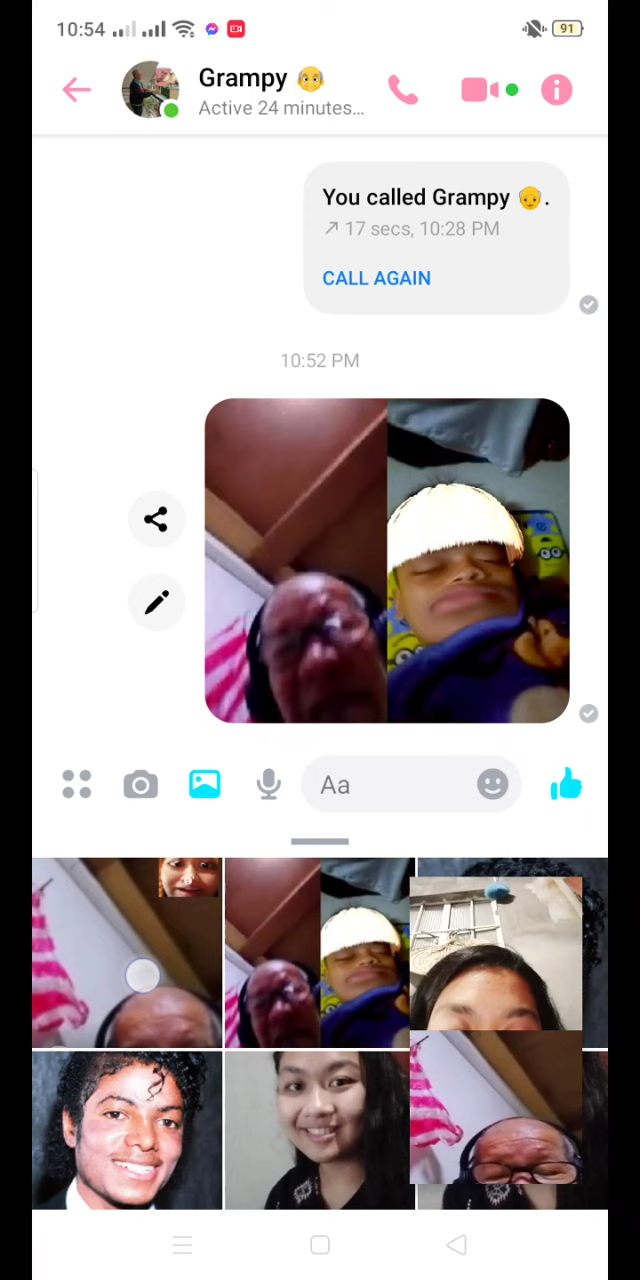 10:54
91
Grampy 👴
Active 24 minutes...
You called Grampy 👴.
17 secs, 10:28 PM
CALL AGAIN
10:52 PM
Aa